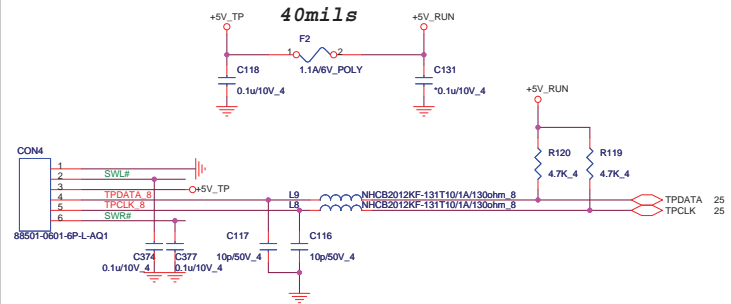 40mils
+5V_TP
+5V_RUN
F2
1 2
1.1A/6V_POLY
C118
0.1u/10V_4
C131
*0.1u/10V_4
+5V_RUN
R120
4.7K_4
R119
4.7K_4
CON4
1
2
3
4
5
6
SWL#
+5V_TP
TPDATA_8
TPCLK_8
SWR#
88501-0601-6P-L-AQ1
L9
NHCB2012KF-131T10/1A/130ohm_8
L8
NHCB2012KF-131T10/1A/130ohm_8
TPDATA 25
TPCLK 25
C374
0.1u/10V_4
C377
0.1u/10V_4
C117
10p/50V_4
C116
10p/50V_4